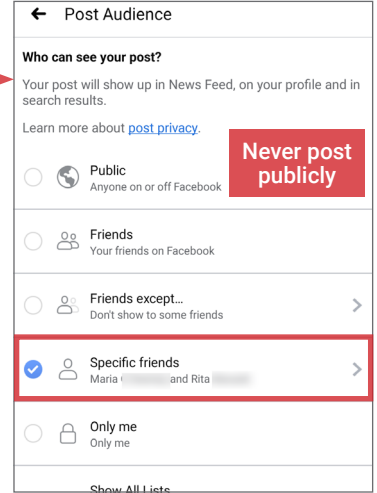 Post Audience
Who can see your post?
Your post will show up in News Feed, on your profile and in
search results.
Learn more about post privacy.
Never post
publicly
Public
Anyone on or off Facebook
Friends
Your friends on Facebook
Friends except...
Don't show to some friends
Specific friends
Maria and Rita
Only me
Only me
Show All Lists